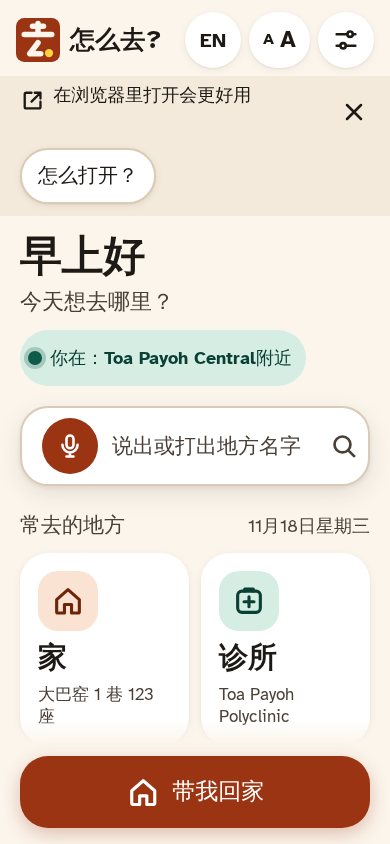 去
怎么去?
EN
A A
在浏览器里打开会更好用
怎么打开？
早上好
今天想去哪里？
你在：Toa Payoh Central附近
说出或打出地方名字
常去的地方
11月18日星期三
家
大巴窑 1 巷 123
座
诊所
Toa Payoh
Polyclinic
带我回家